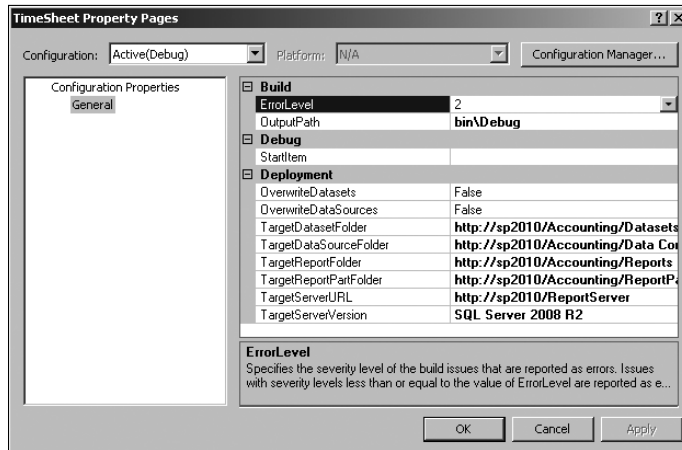 TimeSheet Property Pages
Configuration: Active(Debug) Platform: N/A Configuration Manager...
Configuration Properties
General
Build
ErrorLevel 2
OutputPath bin\Debug
Debug
StartItem
Deployment
OverwriteDatasets False
OverwriteDataSources False
TargetDatasetFolder http://sp2010/Accounting/Datasets
TargetDataSourceFolder http://sp2010/Accounting/Data Co
TargetReportFolder http://sp2010/Accounting/Reports
TargetReportPartFolder http://sp2010/Accounting/ReportPa
TargetServerURL http://sp2010/ReportServer
TargetServerVersion SQL Server 2008 R2
ErrorLevel
Specifies the severity level of the build issues that are reported as errors. Issues
with severity levels less than or equal to the value of ErrorLevel are reported as e...
OK Cancel Apply